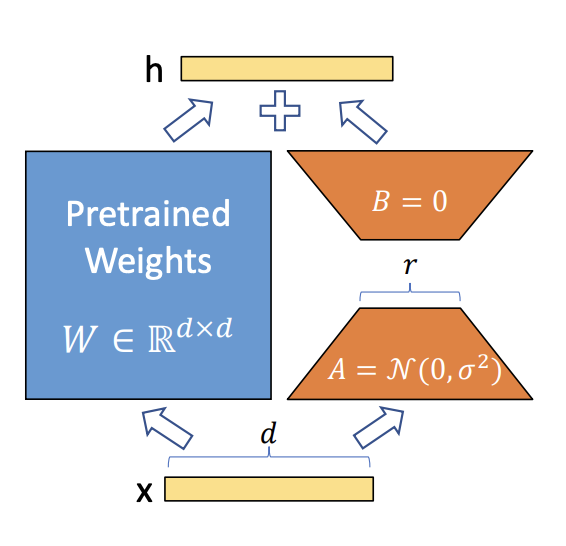 h
Pretrained
Weights
W ∈ ℝ^{d×d}
B = 0
r
A = 𝒩(0, σ²)
d
x